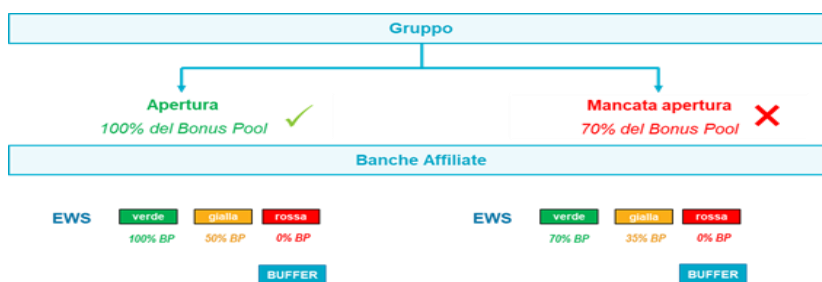 Gruppo
Apertura
100% del Bonus Pool
Mancata apertura
70% del Bonus Pool
Banche Affiliate
EWS verde gialla rossa
100% BP 50% BP 0% BP
BUFFER
EWS verde gialla rossa
70% BP 35% BP 0% BP
BUFFER